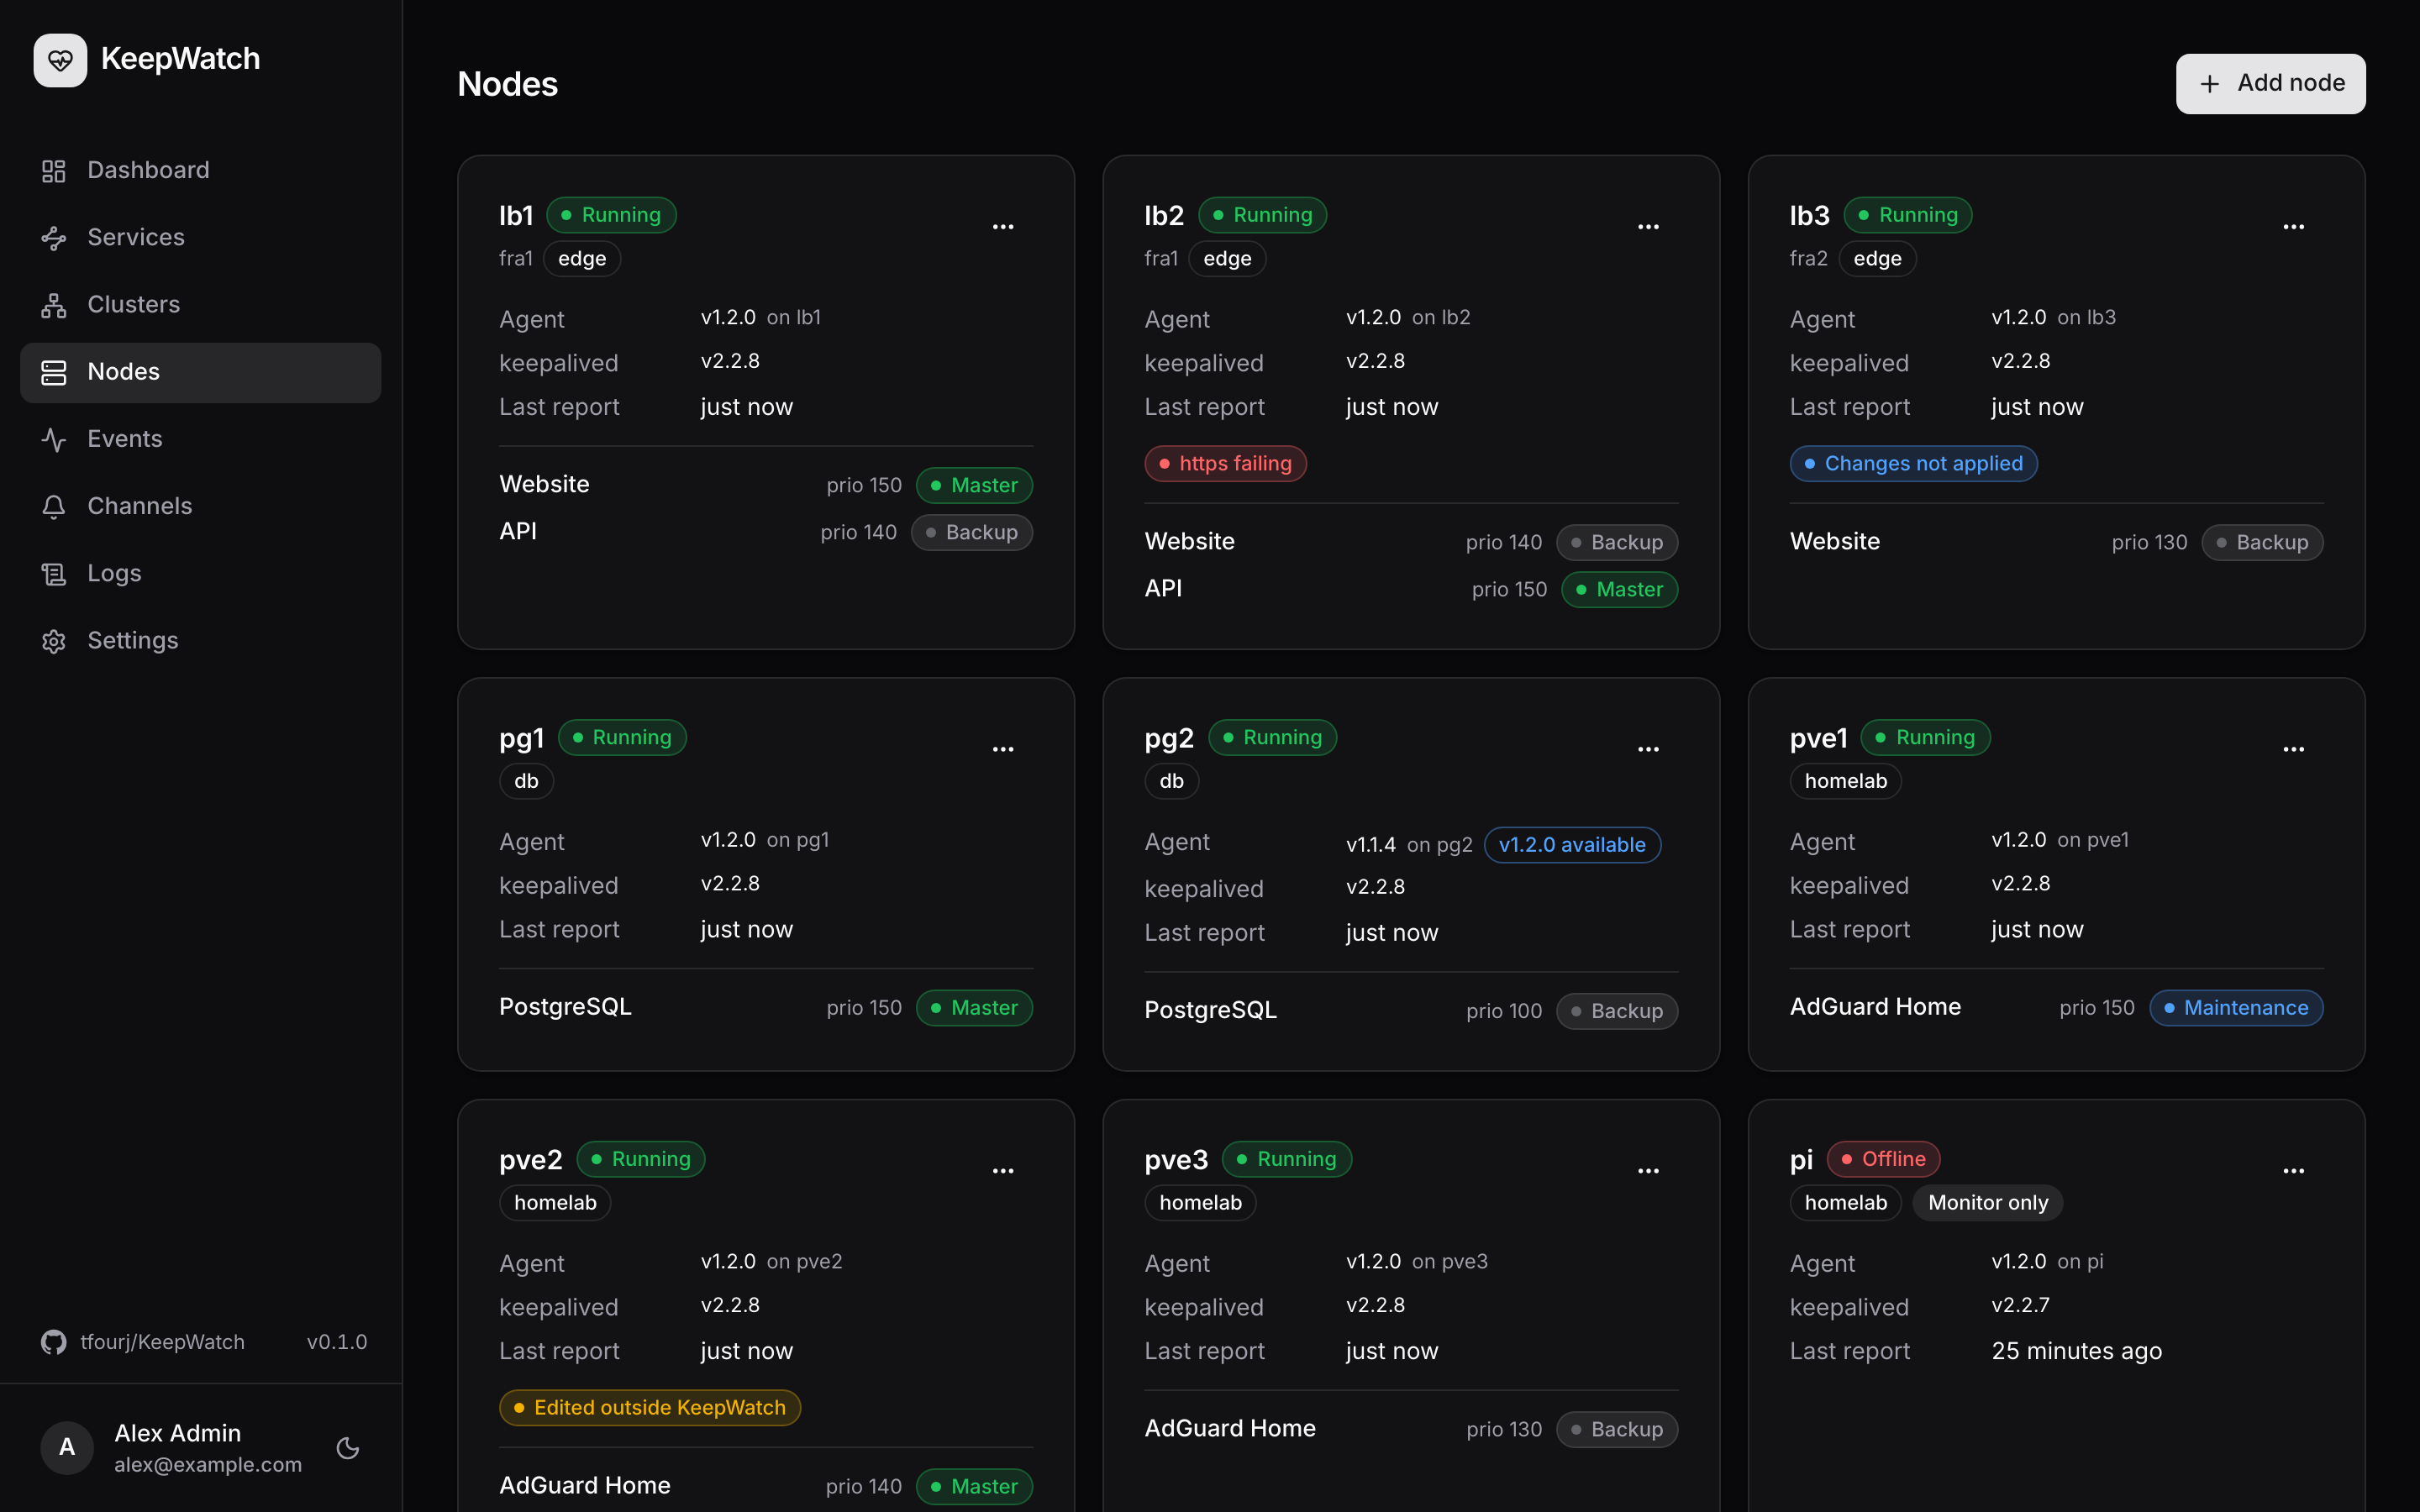 KeepWatch
Dashboard
Services
Clusters
Nodes
Events
Channels
Logs
Settings
tfourj/KeepWatch v0.1.0
A
Alex Admin
alex@example.com
Nodes
+ Add node
lb1 Running
fra1 edge
Agent v1.2.0 on lb1
keepalived v2.2.8
Last report just now
Website prio 150 Master
API prio 140 Backup
lb2 Running
fra1 edge
Agent v1.2.0 on lb2
keepalived v2.2.8
Last report just now
https failing
Website prio 140 Backup
API prio 150 Master
lb3 Running
fra2 edge
Agent v1.2.0 on lb3
keepalived v2.2.8
Last report just now
Changes not applied
Website prio 130 Backup
pg1 Running
db
Agent v1.2.0 on pg1
keepalived v2.2.8
Last report just now
PostgreSQL prio 150 Master
pg2 Running
db
Agent v1.1.4 on pg2 v1.2.0 available
keepalived v2.2.8
Last report just now
PostgreSQL prio 100 Backup
pve1 Running
homelab
Agent v1.2.0 on pve1
keepalived v2.2.8
Last report just now
AdGuard Home prio 150 Maintenance
pve2 Running
homelab
Agent v1.2.0 on pve2
keepalived v2.2.8
Last report just now
Edited outside KeepWatch
AdGuard Home prio 140 Master
pve3 Running
homelab
Agent v1.2.0 on pve3
keepalived v2.2.8
Last report just now
AdGuard Home prio 130 Backup
pi Offline
homelab Monitor only
Agent v1.2.0 on pi
keepalived v2.2.7
Last report 25 minutes ago